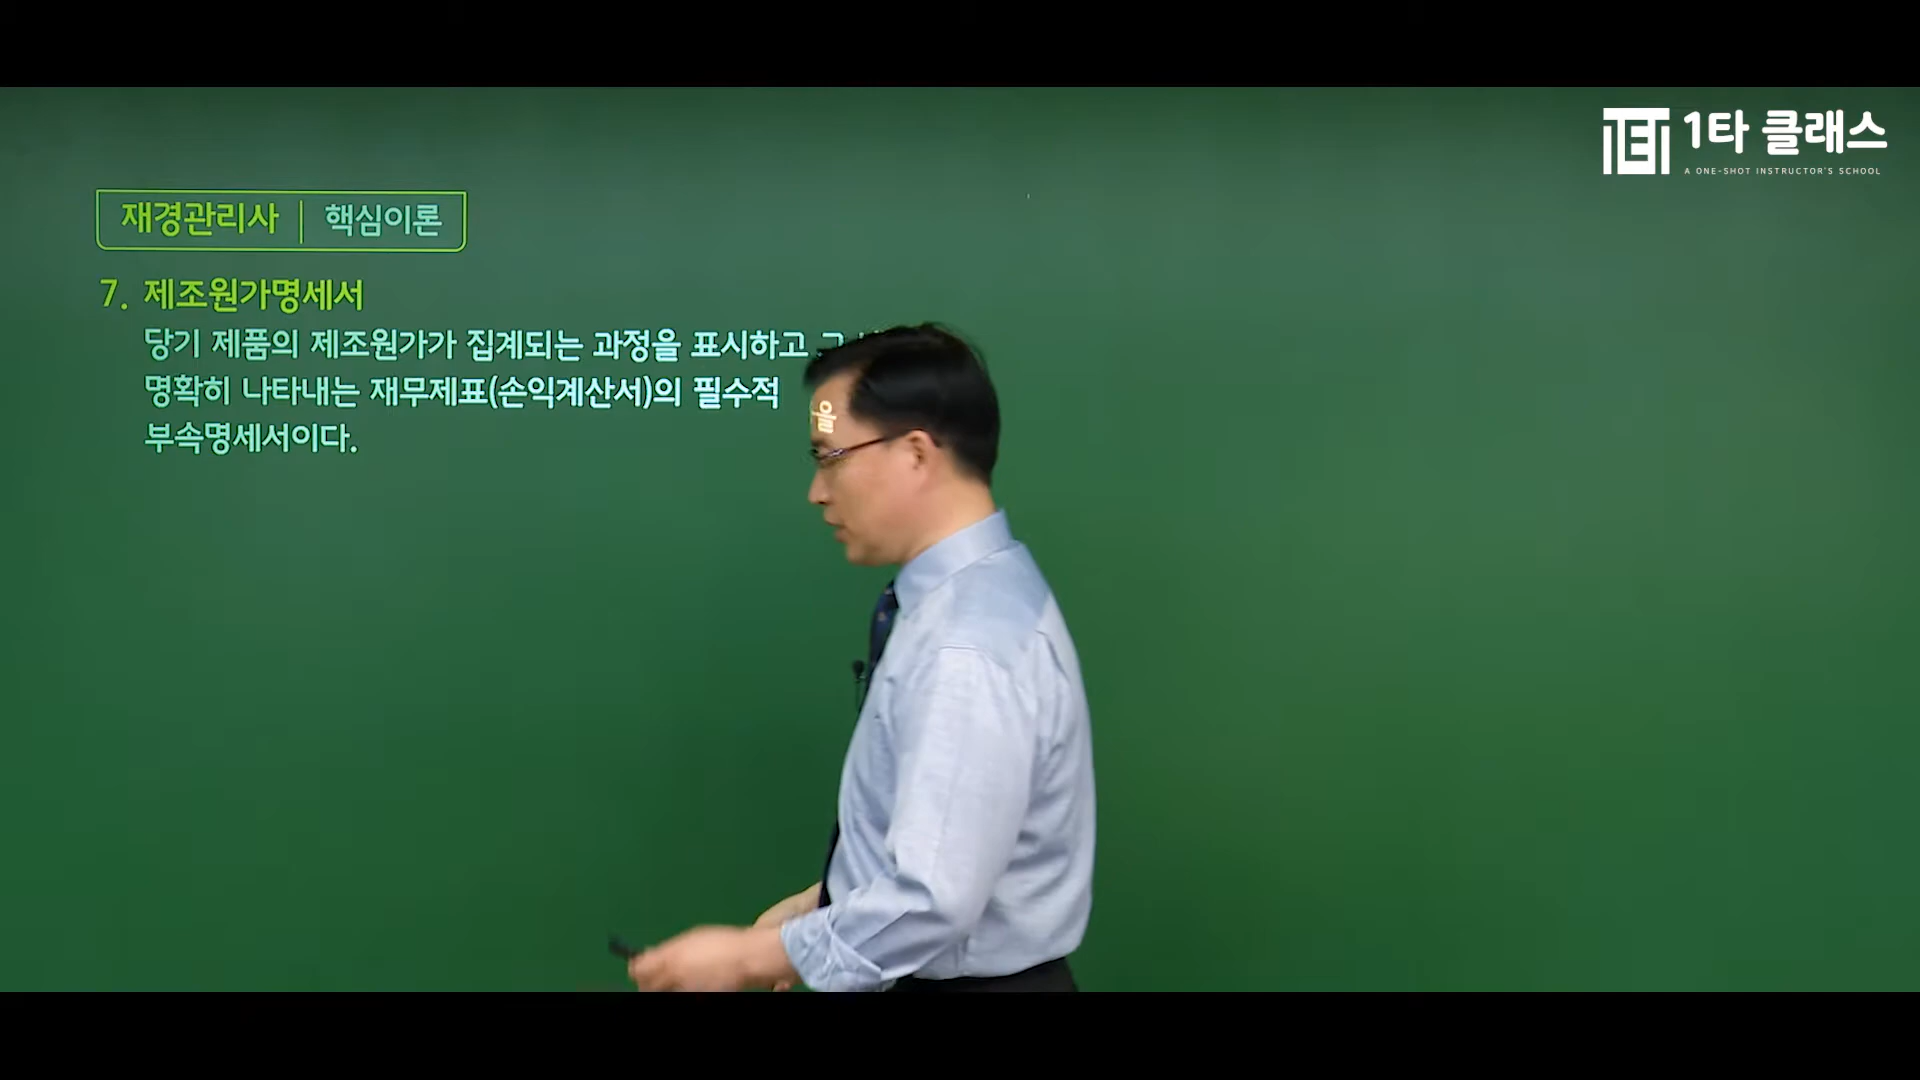 1타 클래스
A ONE-SHOT INSTRUCTOR'S SCHOOL
재경관리사 | 핵심이론
7. 제조원가명세서
당기 제품의 제조원가가 집계되는 과정을 표시하고
을
명확히 나타내는 재무제표(손익계산서)의 필수적
부속명세서이다.